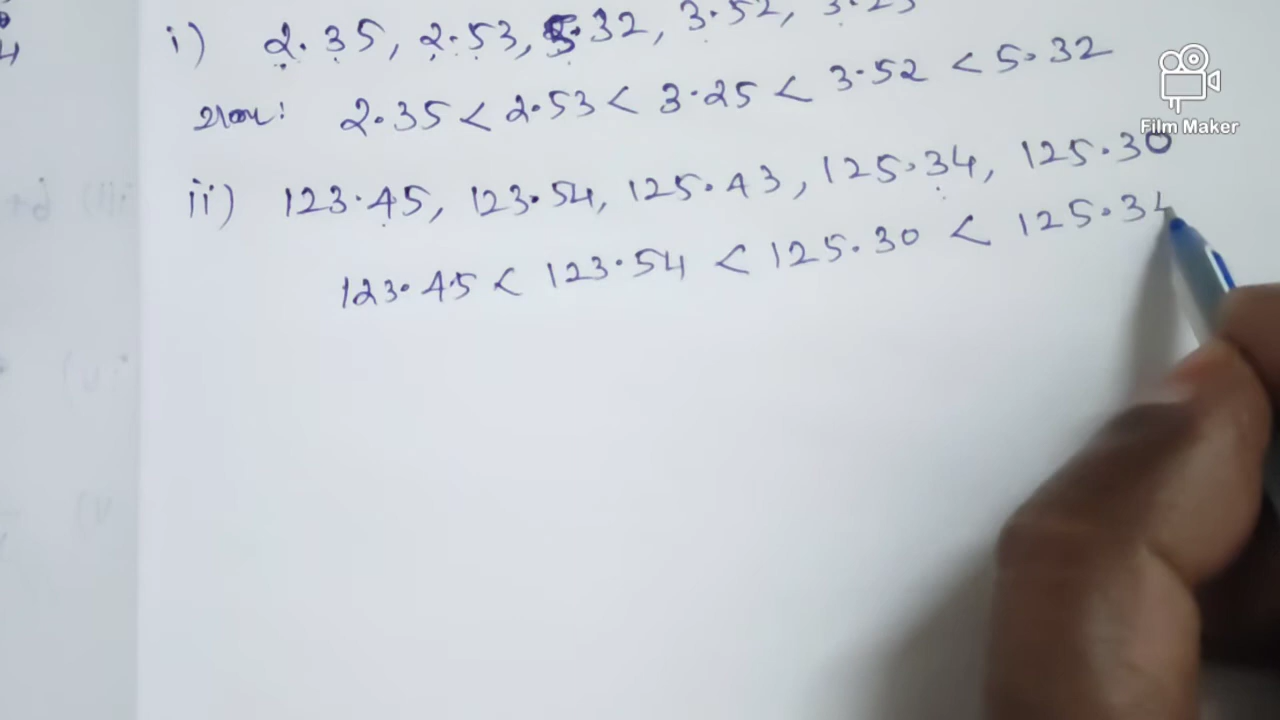 i) 2.35, 2.53, 5.32, 3.52, 3.25
2.35 < 2.53 < 3.25 < 3.52 < 5.32
ii) 123.45, 123.54, 125.43, 125.34, 125.30
123.45 < 123.54 < 125.30 < 125.34
Film Maker